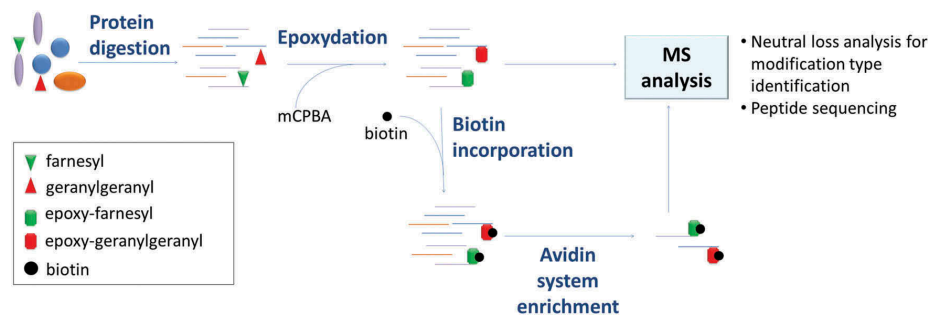 Protein
digestion
Epoxydation
mCPBA
biotin
Biotin
incorporation
MS
analysis
• Neutral loss analysis for
modification type
identification
• Peptide sequencing
farnesyl
geranylgeranyl
epoxy-farnesyl
epoxy-geranylgeranyl
biotin
Avidin
system
enrichment